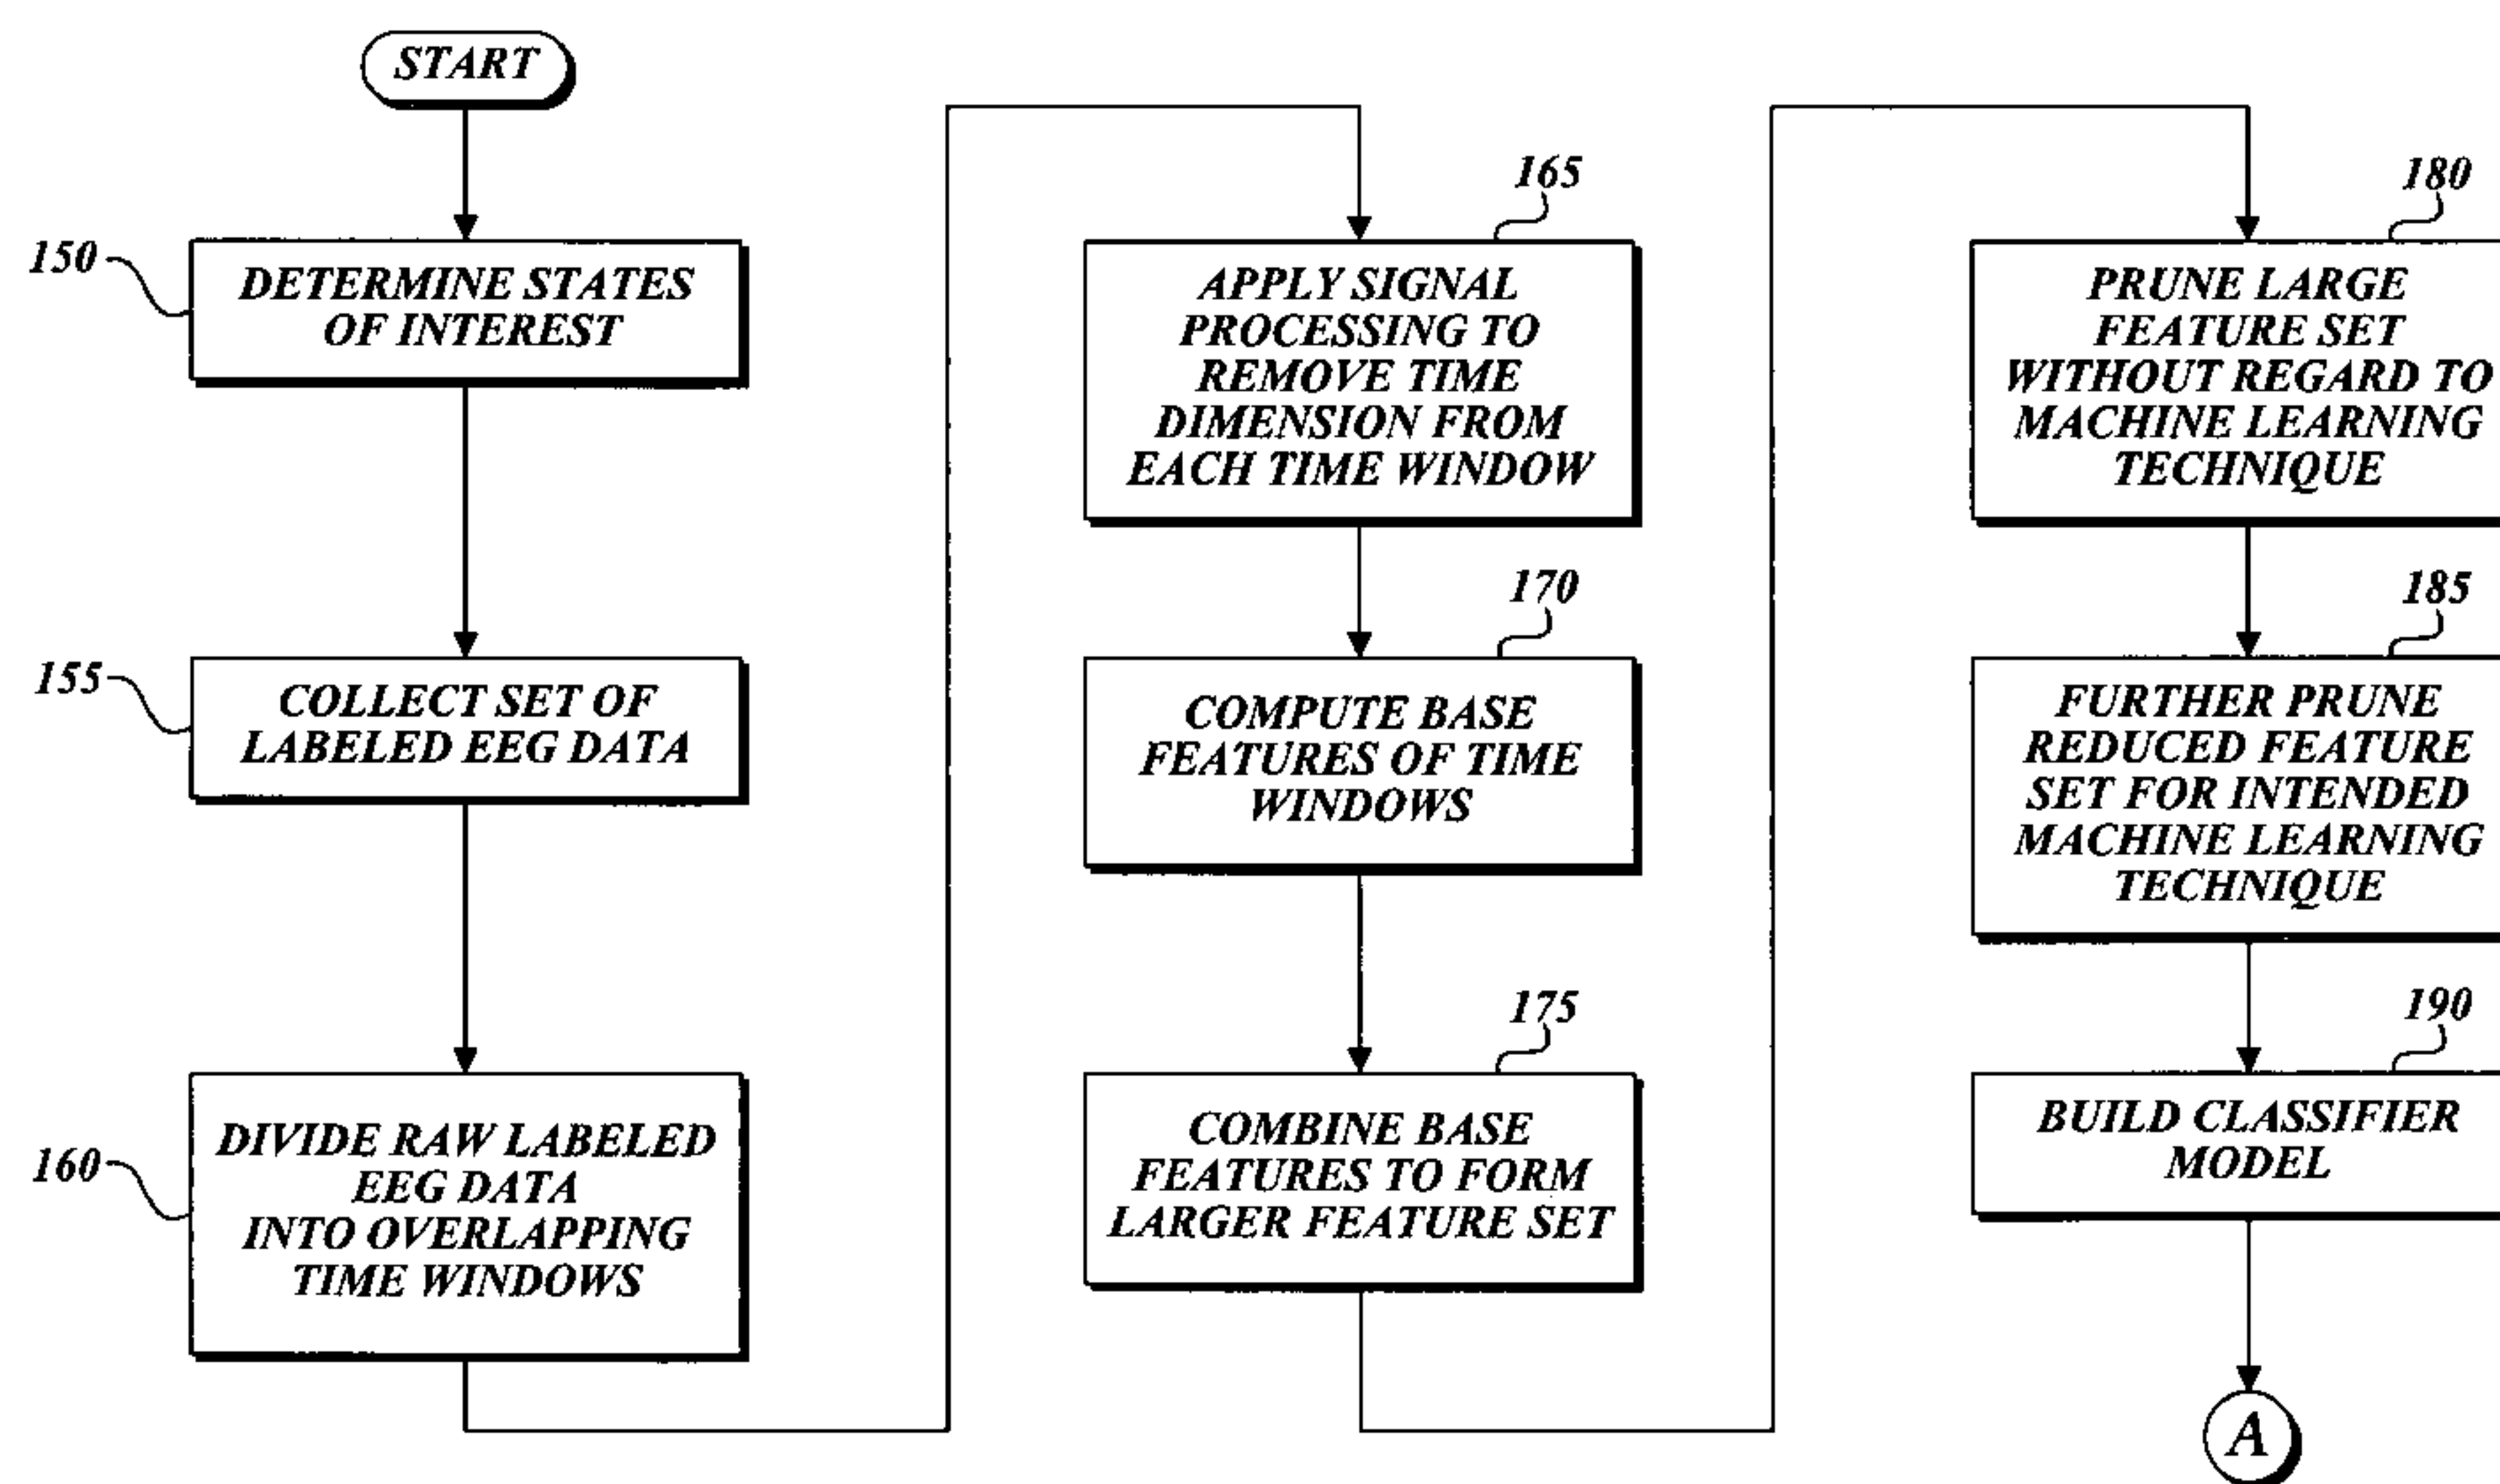 START
150
DETERMINE STATES
OF INTEREST
155
COLLECT SET OF
LABELED EEG DATA
160
DIVIDE RAW LABELED
EEG DATA
INTO OVERLAPPING
TIME WINDOWS
165
APPLY SIGNAL
PROCESSING TO
REMOVE TIME
DIMENSION FROM
EACH TIME WINDOW
170
COMPUTE BASE
FEATURES OF TIME
WINDOWS
175
COMBINE BASE
FEATURES TO FORM
LARGER FEATURE SET
180
PRUNE LARGE
FEATURE SET
WITHOUT REGARD TO
MACHINE LEARNING
TECHNIQUE
185
FURTHER PRUNE
REDUCED FEATURE
SET FOR INTENDED
MACHINE LEARNING
TECHNIQUE
190
BUILD CLASSIFIER
MODEL
A